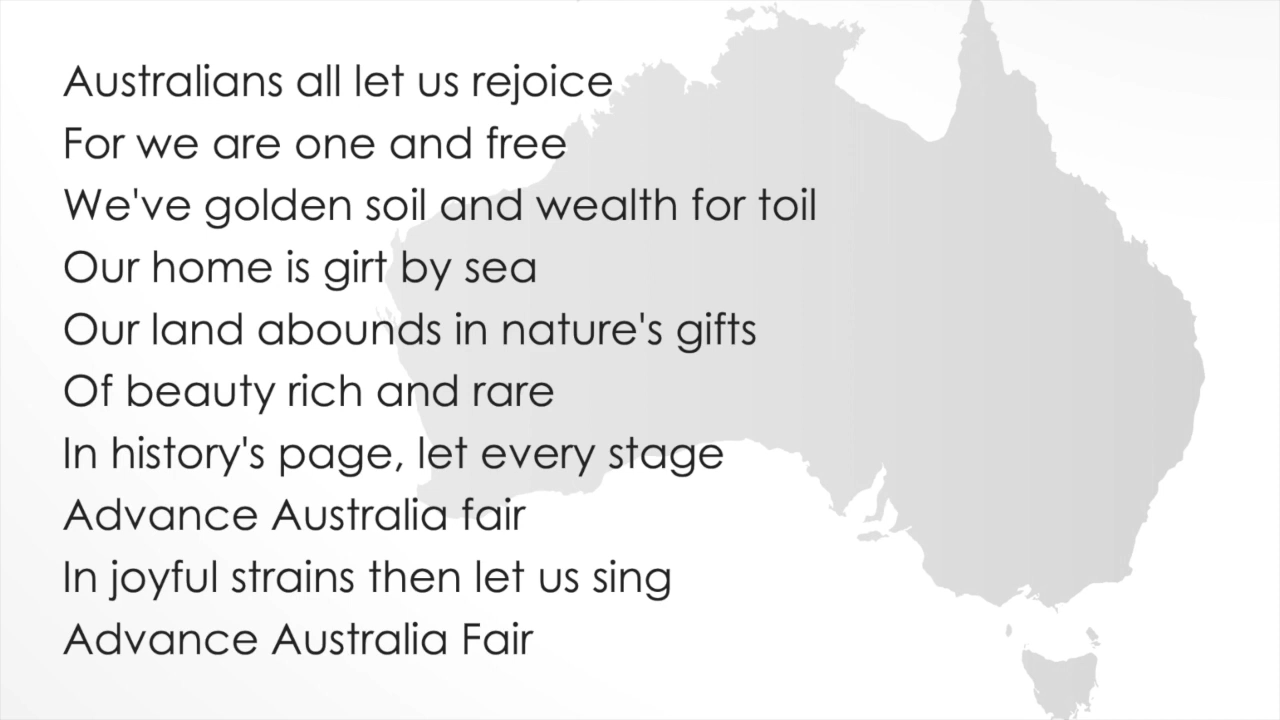 Australians all let us rejoice
For we are one and free
We've golden soil and wealth for toil
Our home is girt by sea
Our land abounds in nature's gifts
Of beauty rich and rare
In history's page, let every stage
Advance Australia fair
In joyful strains then let us sing
Advance Australia Fair